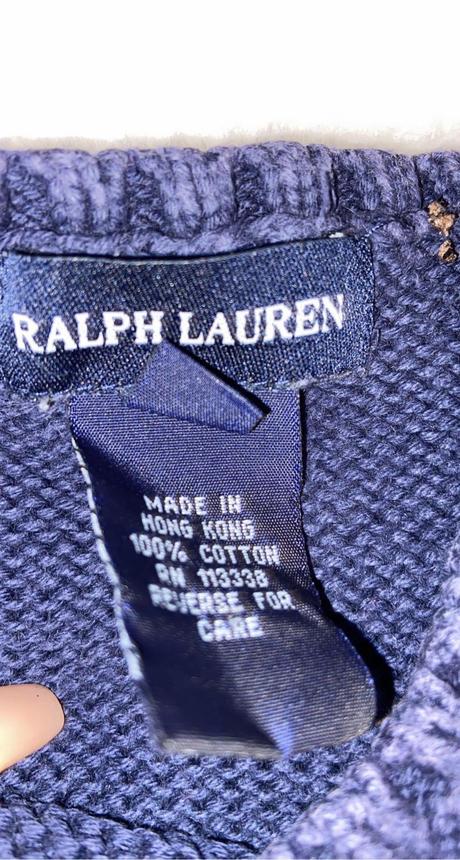 RALPH LAUREN
MADE IN
HONG KONG
100% COTTON
RN 113338
REVERSE FOR
CARE